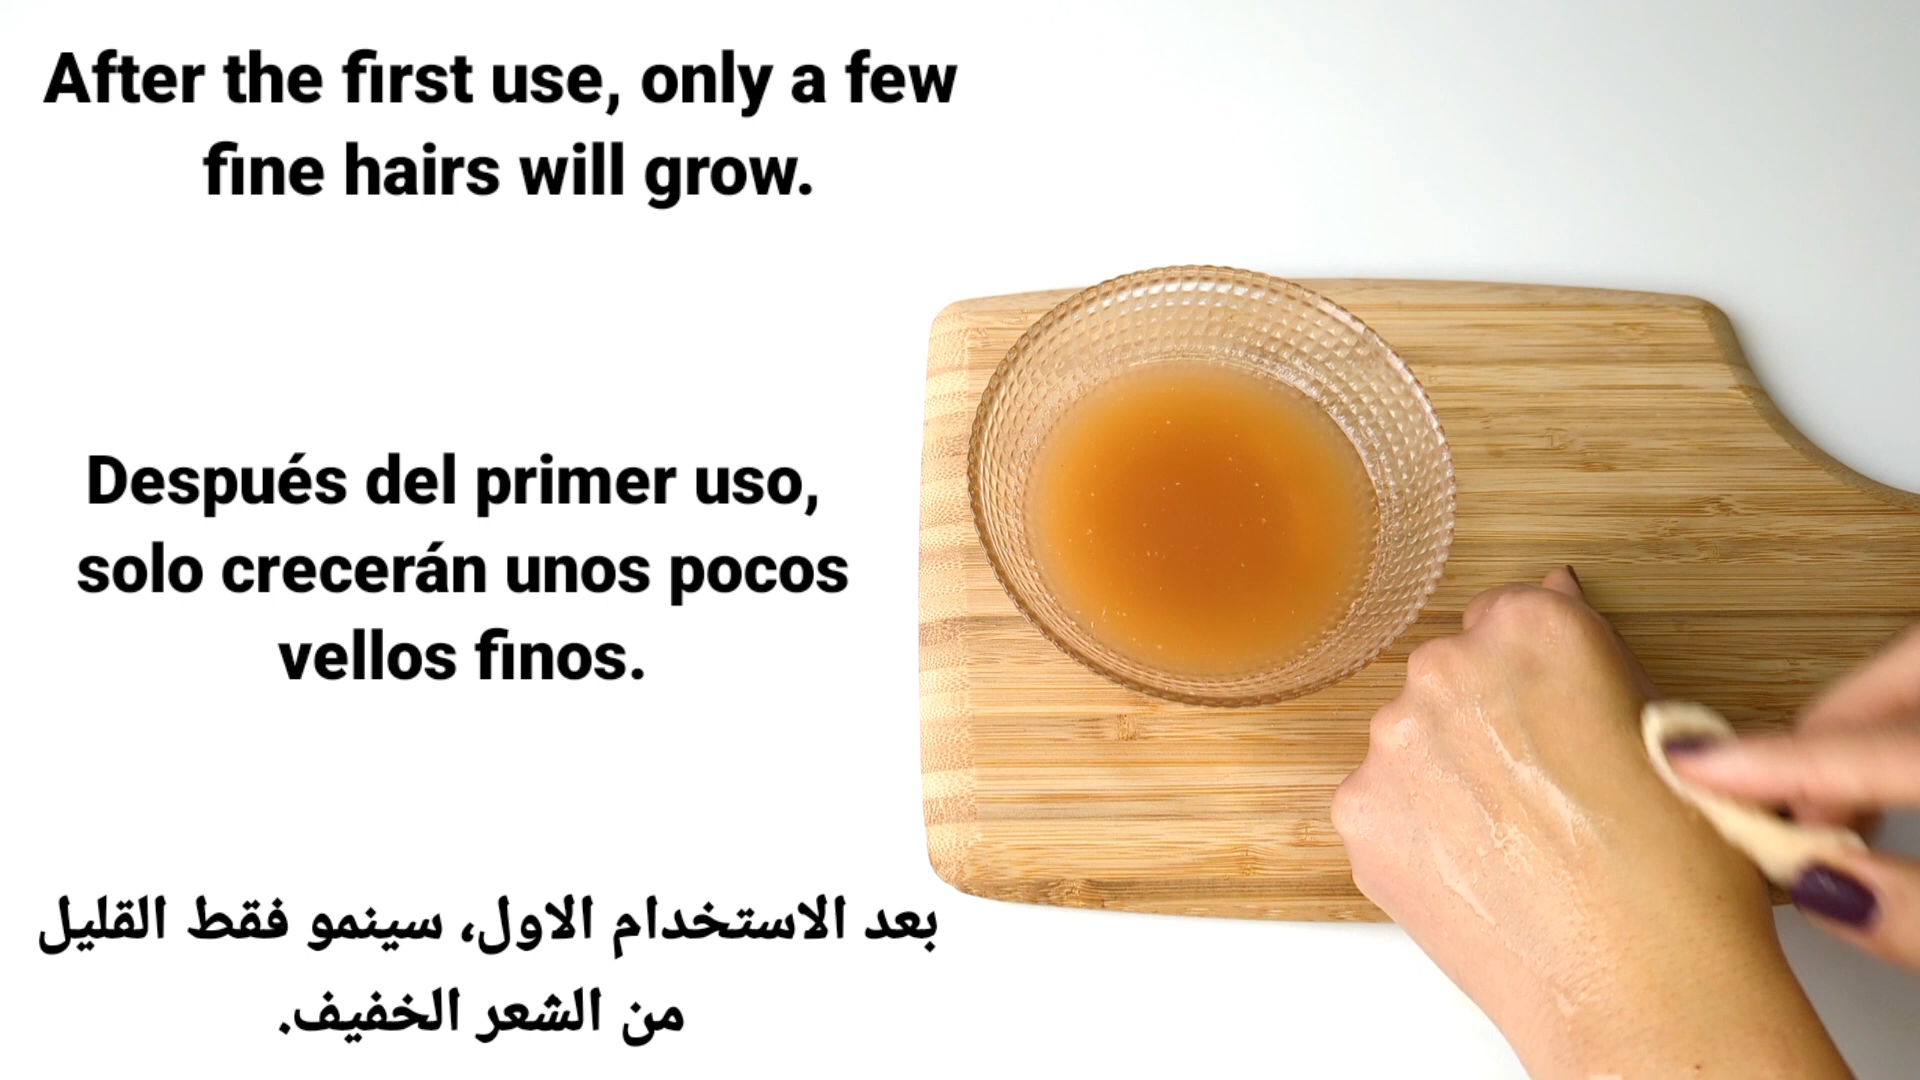 After the first use, only a few
fine hairs will grow.
Después del primer uso,
solo crecerán unos pocos
vellos finos.
بعد الاستخدام الاول، سينمو فقط القليل
من الشعر الخفيف.